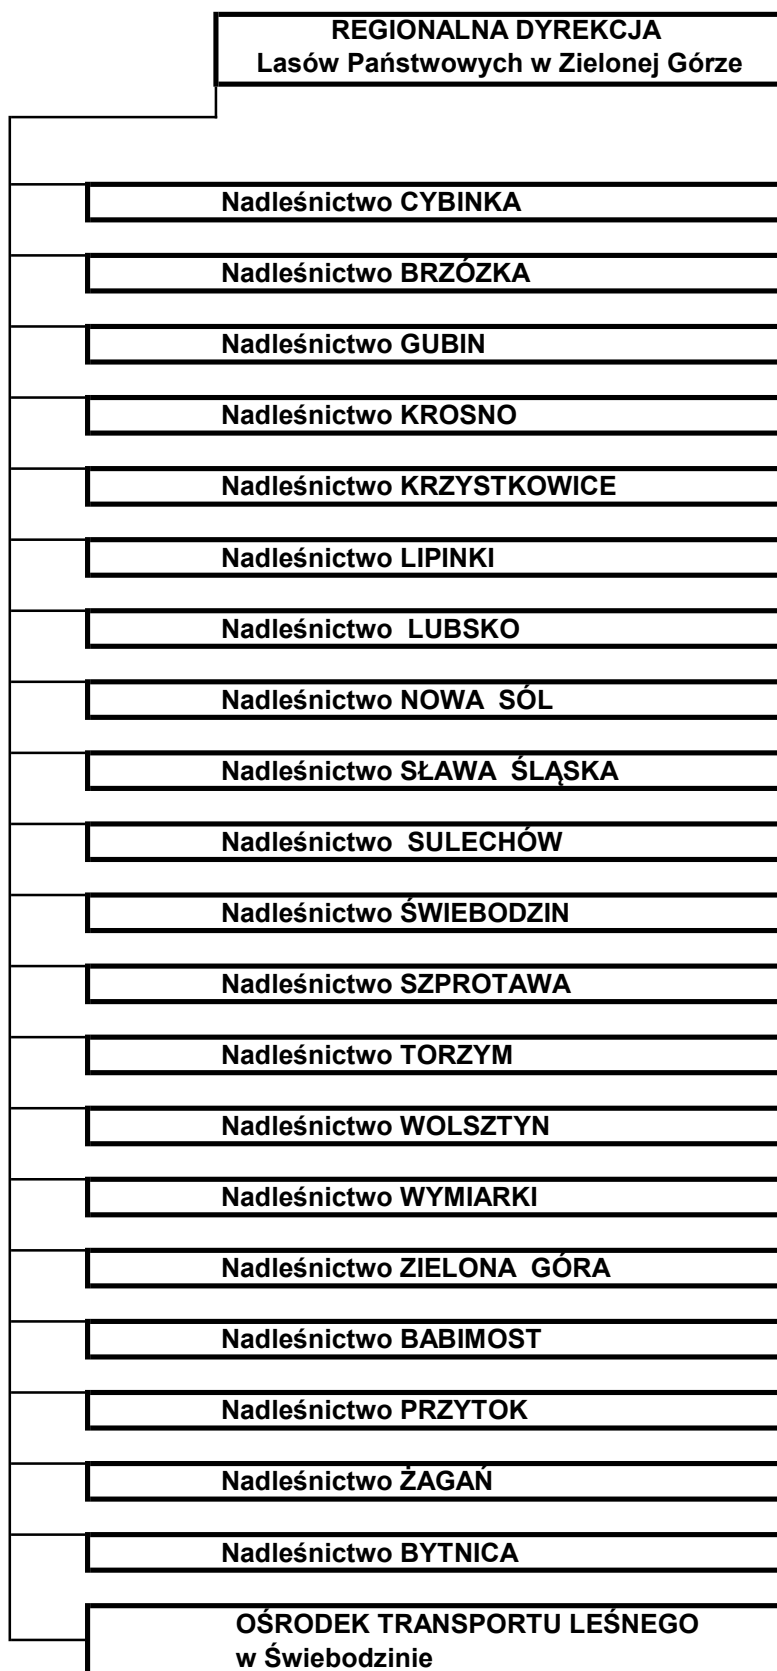 REGIONALNA DYREKCJA
Lasów Państwowych w Zielonej Górze
Nadleśnictwo CYBINKA
Nadleśnictwo BRZÓZKA
Nadleśnictwo GUBIN
Nadleśnictwo KROSNO
Nadleśnictwo KRZYSTKOWICE
Nadleśnictwo LIPINKI
Nadleśnictwo LUBSKO
Nadleśnictwo NOWA SÓL
Nadleśnictwo SŁAWA ŚLĄSKA
Nadleśnictwo SULECHÓW
Nadleśnictwo ŚWIEBODZIN
Nadleśnictwo SZPROTAWA
Nadleśnictwo TORZYM
Nadleśnictwo WOLSZTYN
Nadleśnictwo WYMIARKI
Nadleśnictwo ZIELONA GÓRA
Nadleśnictwo BABIMOST
Nadleśnictwo PRZYTOK
Nadleśnictwo ŻAGAŃ
Nadleśnictwo BYTNICA
OŚRODEK TRANSPORTU LEŚNEGO
w Świebodzinie